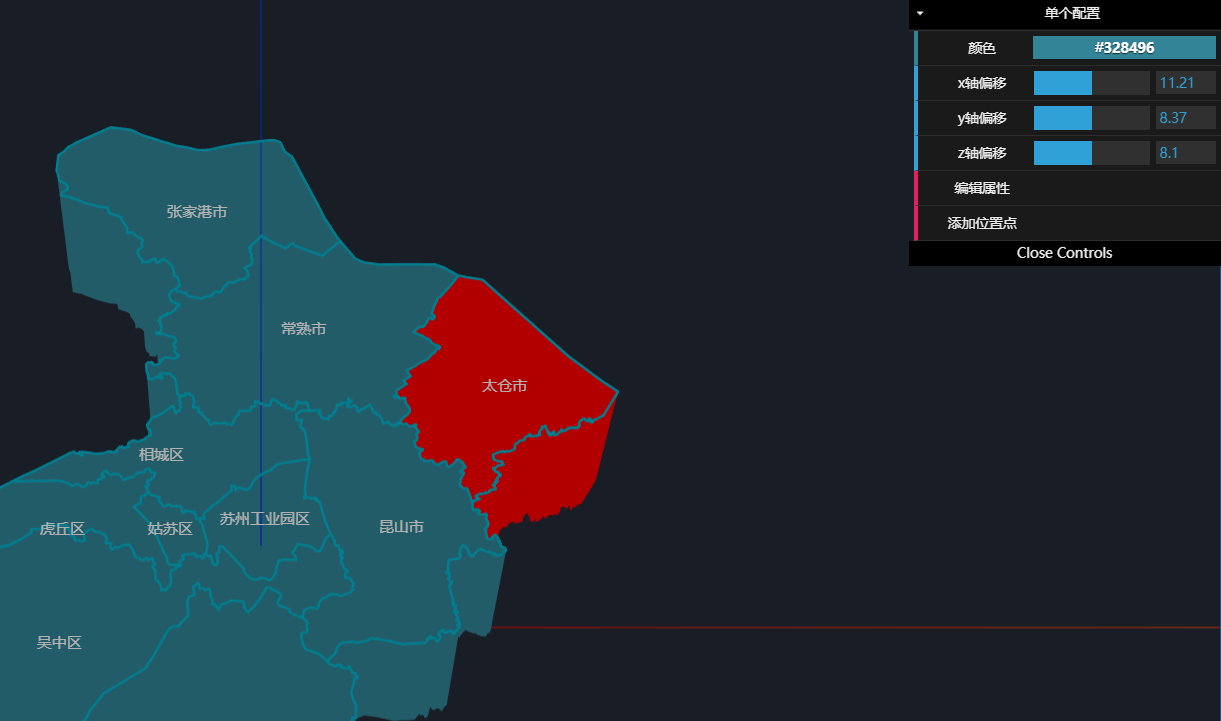 单个配置
颜色 #328496
x轴偏移 11.21
y轴偏移 8.37
z轴偏移 8.1
编辑属性
添加位置点
Close Controls
张家港市
常熟市
太仓市
相城区
虎丘区
姑苏区
苏州工业园区
昆山市
吴中区